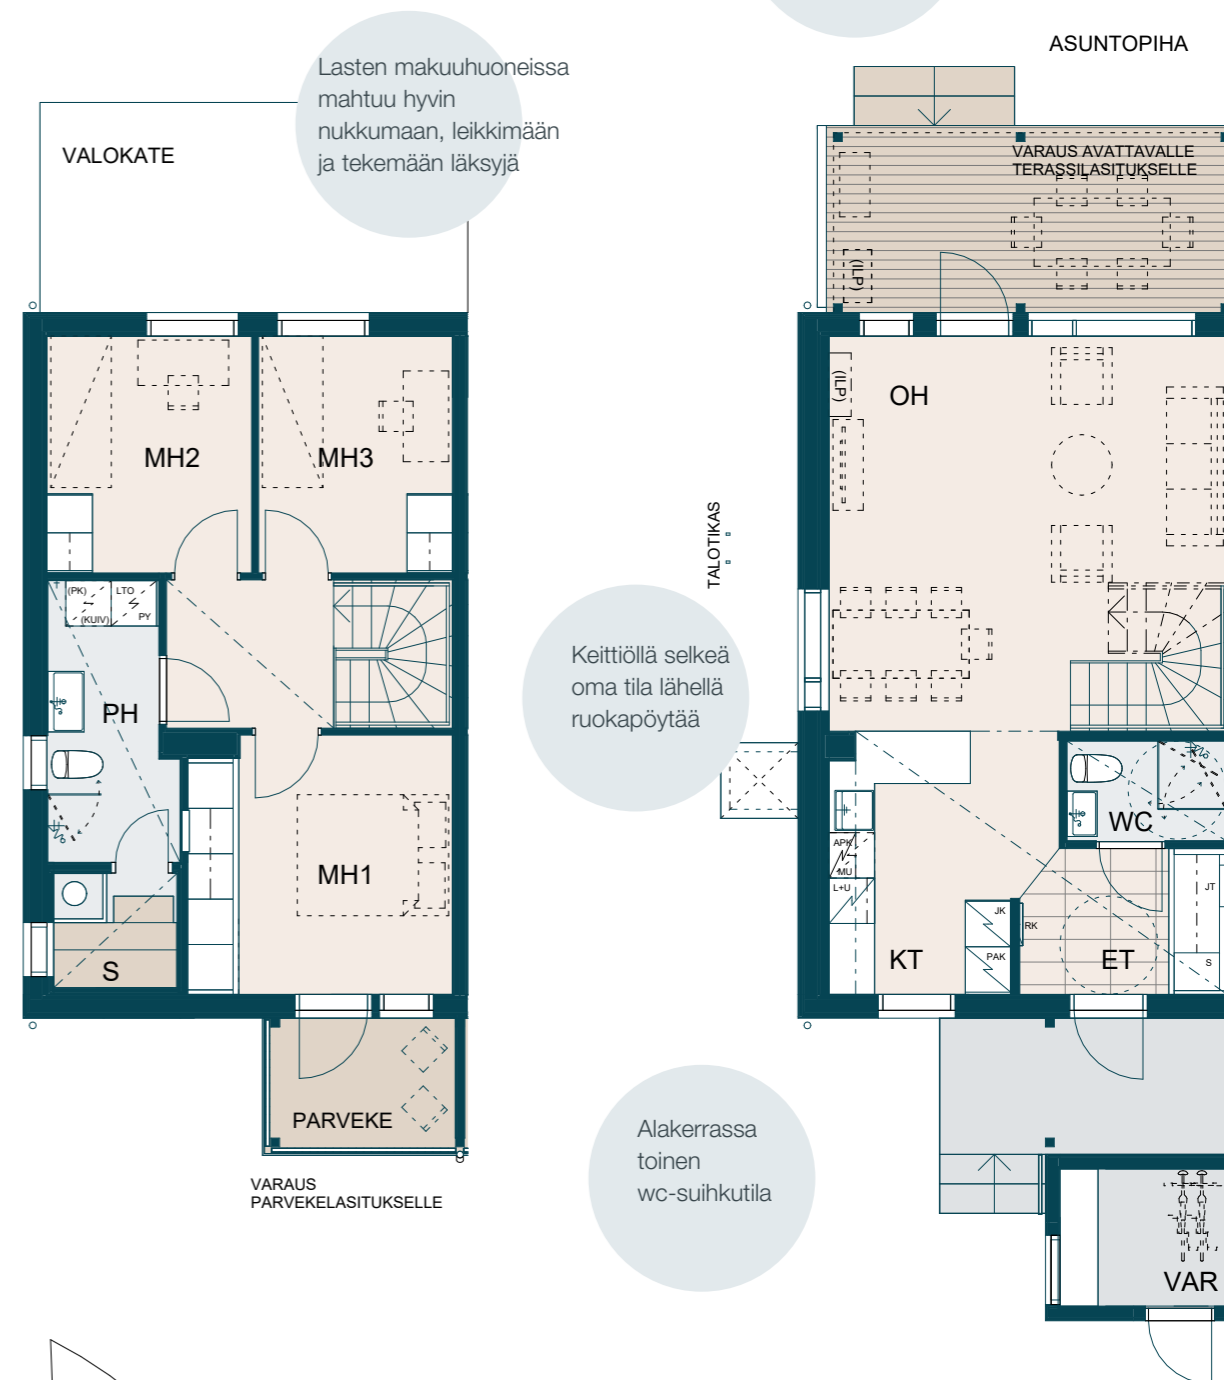 ASUNTOPIHA
Lasten makuuhuoneissa
mahtuu hyvin
nukkumaan, leikkimään
ja tekemään läksyjä
VALOKATE
VARAUS AVATTAVALLE
TERASSILASITUKSELLE
(ILP)
(ILP)
OH
MH2
MH3
TALOTIKAS
(PK)
(KUIV)
LTO
PY
Keittiöllä selkeä
oma tila lähellä
ruokapöytää
PH
WC
APK
MU
L+U
MH1
JT
JK
RK
PAK
S
KT
ET
S
PARVEKE
Alakerrassa
toinen
wc-suihkutila
VARAUS
PARVEKELASITUKSELLE
VAR